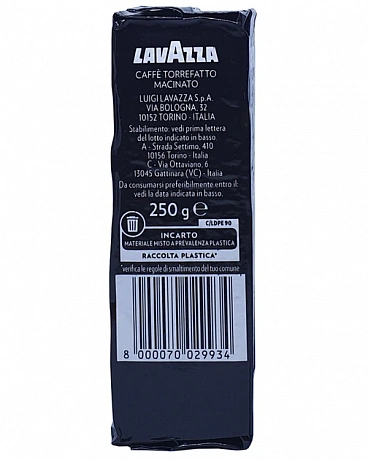 LAVAZZA
CAFFÈ TORREFATTO
MACINATO
LUIGI LAVAZZA S.p.A.
VIA BOLOGNA, 32
10152 TORINO - ITALIA
Stabilimento: vedi prima lettera
del lotto indicato in basso.
A - Strada Settimo, 410
10156 Torino - Italia
C - Via Ottaviano, 6
13045 Gattinara (VC) - Italia
Da consumarsi preferibilmente entro il:
vedi la data indicata in basso.
250 g e
C/LDPE 90
INCARTO
MATERIALE MISTO A PREVALENZA PLASTICA
RACCOLTA PLASTICA*
*verifica le regole di smaltimento del tuo comune
8 000070 029934